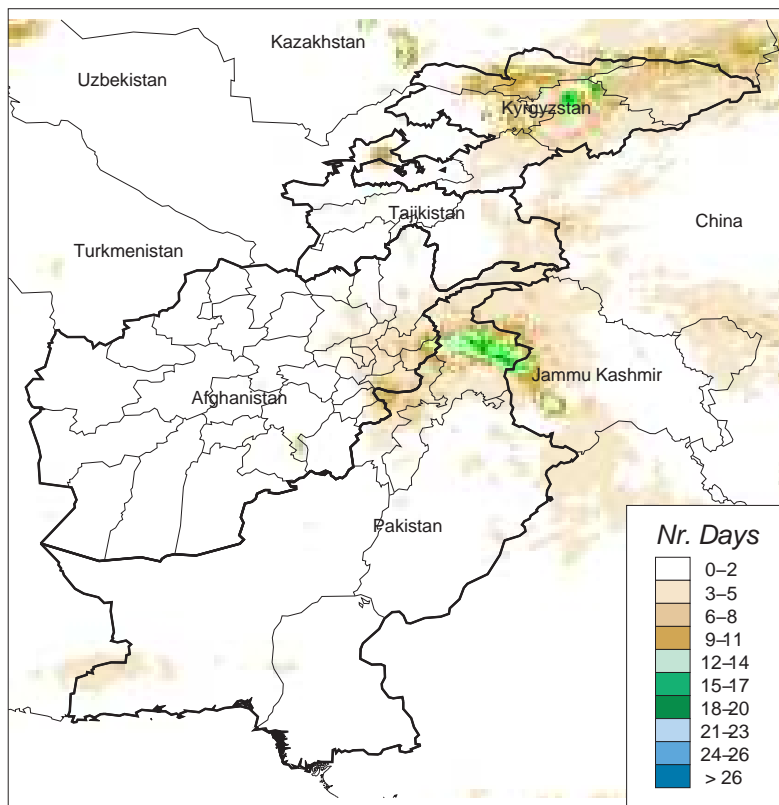 Kazakhstan
Uzbekistan
Kyrgyzstan
Tajikistan
China
Turkmenistan
Jammu Kashmir
Afghanistan
Pakistan
Nr. Days
0–2
3–5
6–8
9–11
12–14
15–17
18–20
21–23
24–26
> 26